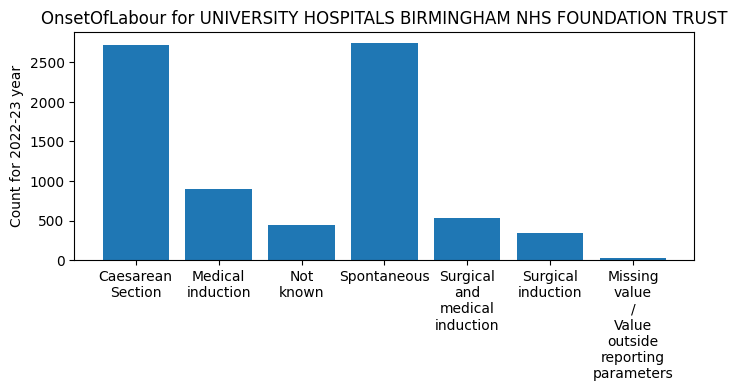 OnsetOfLabour for UNIVERSITY HOSPITALS BIRMINGHAM NHS FOUNDATION TRUST
Count for 2022-23 year
2500
2000
1500
1000
500
0
Caesarean
Section
Medical
induction
Not
known
Spontaneous
Surgical
and
medical
induction
Surgical
induction
Missing
value
/
Value
outside
reporting
parameters